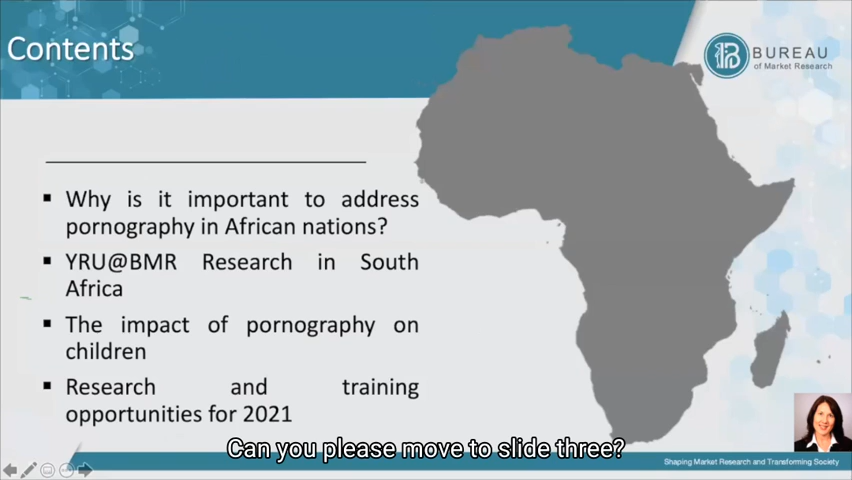 Contents
BUREAU
of Market Research
▪ Why is it important to address
pornography in African nations?
▪ YRU@BMR Research in South
Africa
▪ The impact of pornography on
children
▪ Research and training
opportunities for 2021
Can you please move to slide three?
Shaping Market Research and Transforming Society